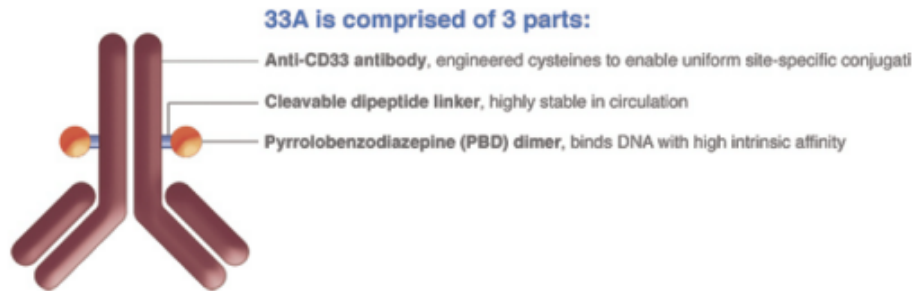 33A is comprised of 3 parts:
Anti-CD33 antibody, engineered cysteines to enable uniform site-specific conjugati
Cleavable dipeptide linker, highly stable in circulation
Pyrrolobenzodiazepine (PBD) dimer, binds DNA with high intrinsic affinity